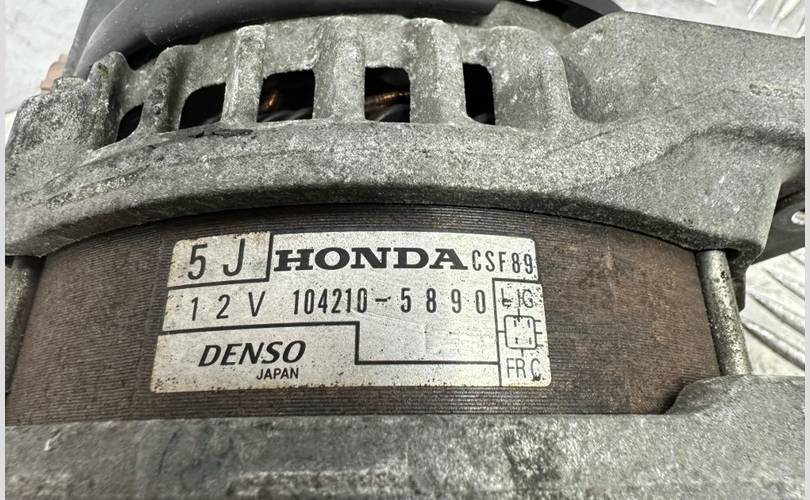 5J HONDA CSF89
12V 104210-5890
L IG
DENSO
JAPAN
FR C